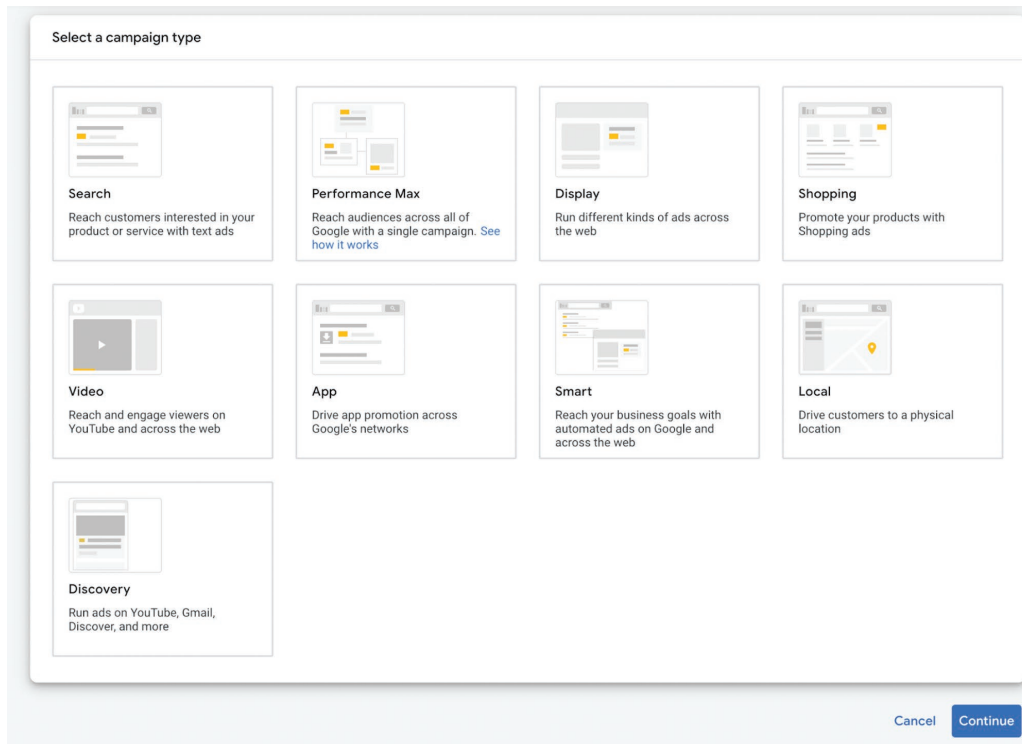 Select a campaign type
Search
Reach customers interested in your
product or service with text ads
Performance Max
Reach audiences across all of
Google with a single campaign. See
how it works
Display
Run different kinds of ads across
the web
Shopping
Promote your products with
Shopping ads
Video
Reach and engage viewers on
YouTube and across the web
App
Drive app promotion across
Google's networks
Smart
Reach your business goals with
automated ads on Google and
across the web
Local
Drive customers to a physical
location
Discovery
Run ads on YouTube, Gmail,
Discover, and more
Cancel
Continue